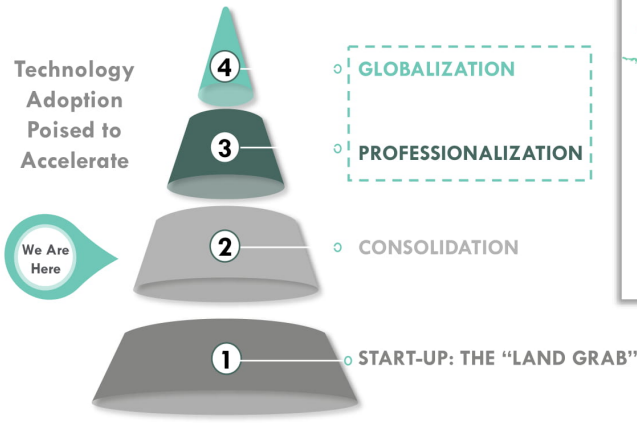 Technology
Adoption
Poised to
Accelerate
4
GLOBALIZATION
3
PROFESSIONALIZATION
We Are
Here
2
CONSOLIDATION
1
START-UP: THE “LAND GRAB”